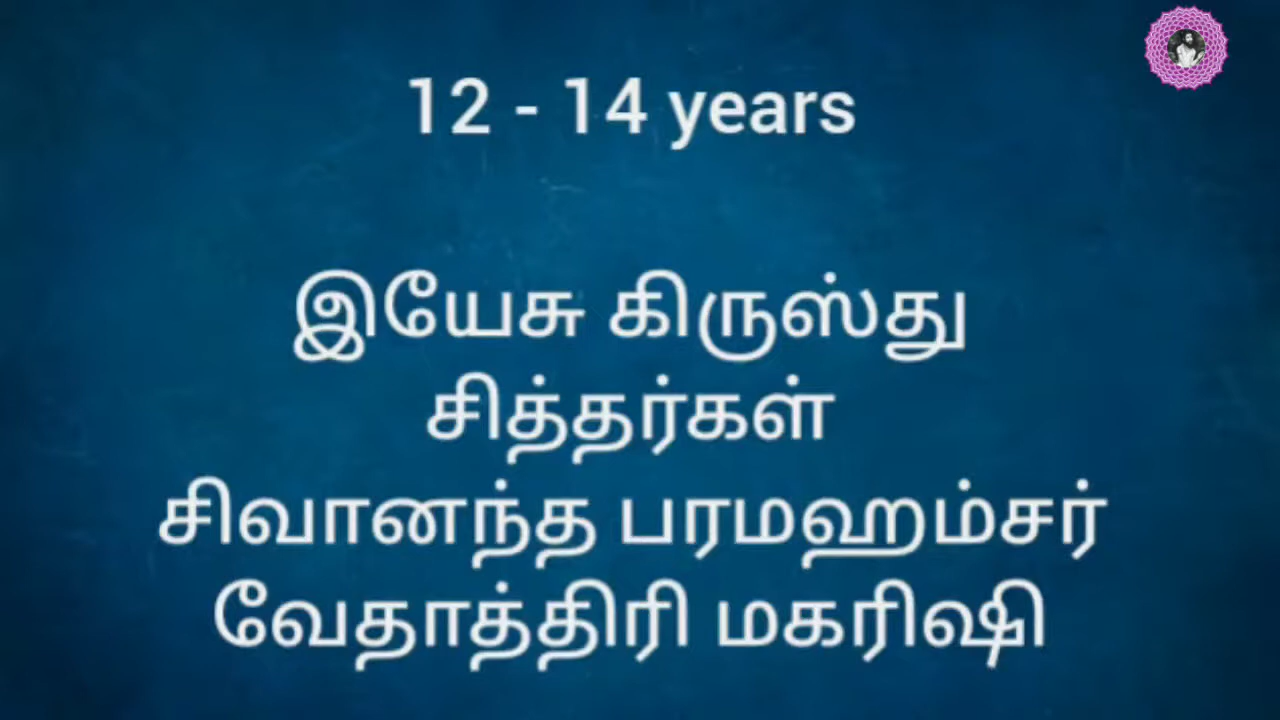 12 - 14 years
இயேசு கிருஸ்து
சித்தர்கள்
சிவானந்த பரமஹம்சர்
வேதாத்திரி மகரிஷி